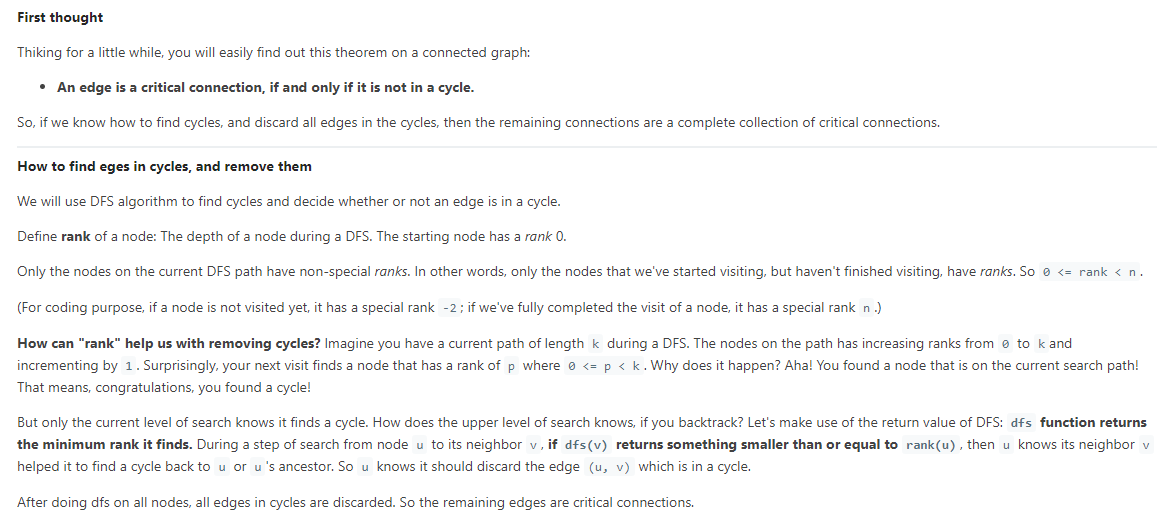 First thought
Thiking for a little while, you will easily find out this theorem on a connected graph:
• An edge is a critical connection, if and only if it is not in a cycle.
So, if we know how to find cycles, and discard all edges in the cycles, then the remaining connections are a complete collection of critical connections.
How to find eges in cycles, and remove them
We will use DFS algorithm to find cycles and decide whether or not an edge is in a cycle.
Define rank of a node: The depth of a node during a DFS. The starting node has a rank 0.
Only the nodes on the current DFS path have non-special ranks. In other words, only the nodes that we've started visiting, but haven't finished visiting, have ranks. So 0 <= rank < n .
(For coding purpose, if a node is not visited yet, it has a special rank -2 ; if we've fully completed the visit of a node, it has a special rank n .)
How can "rank" help us with removing cycles? Imagine you have a current path of length k during a DFS. The nodes on the path has increasing ranks from 0 to k and
incrementing by 1 . Surprisingly, your next visit finds a node that has a rank of p where 0 <= p < k . Why does it happen? Aha! You found a node that is on the current search path!
That means, congratulations, you found a cycle!
But only the current level of search knows it finds a cycle. How does the upper level of search knows, if you backtrack? Let's make use of the return value of DFS: dfs function returns
the minimum rank it finds. During a step of search from node u to its neighbor v , if dfs(v) returns something smaller than or equal to rank(u) , then u knows its neighbor v
helped it to find a cycle back to u or u 's ancestor. So u knows it should discard the edge (u, v) which is in a cycle.
After doing dfs on all nodes, all edges in cycles are discarded. So the remaining edges are critical connections.